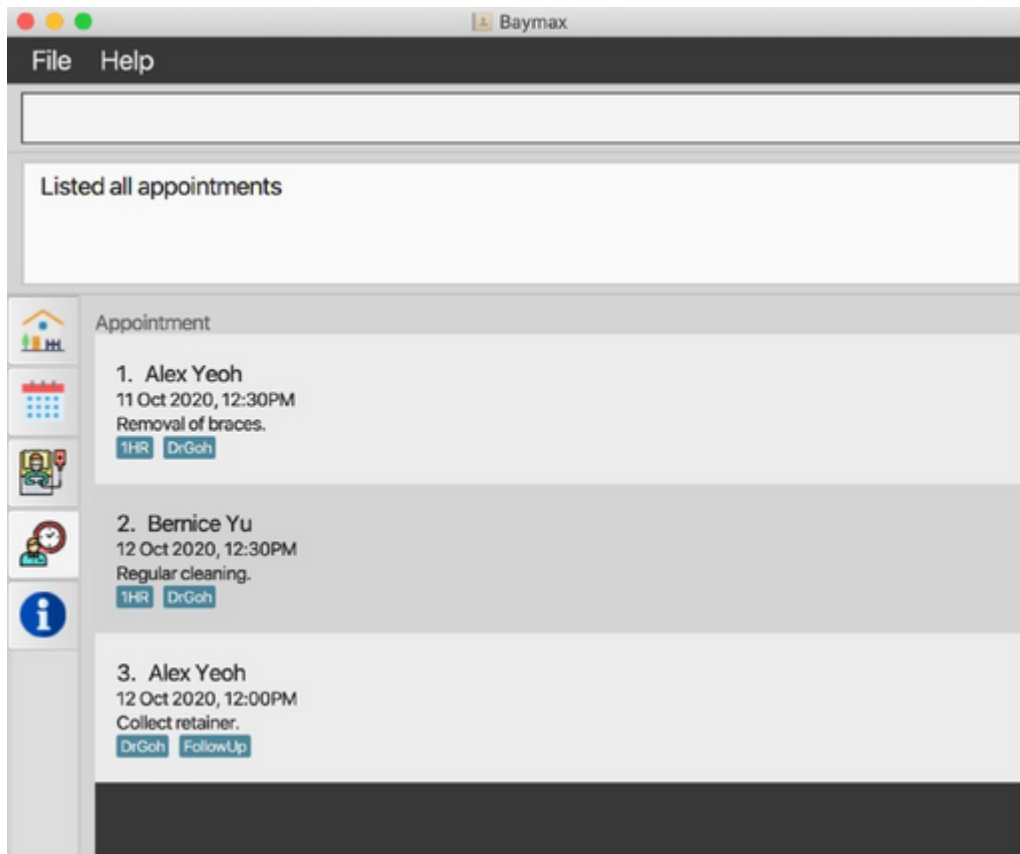 Baymax
File Help
Listed all appointments
Appointment
1. Alex Yeoh
11 Oct 2020, 12:30PM
Removal of braces.
1HR DrGoh
2. Bernice Yu
12 Oct 2020, 12:30PM
Regular cleaning.
1HR DrGoh
3. Alex Yeoh
12 Oct 2020, 12:00PM
Collect retainer.
DrGoh FollowUp